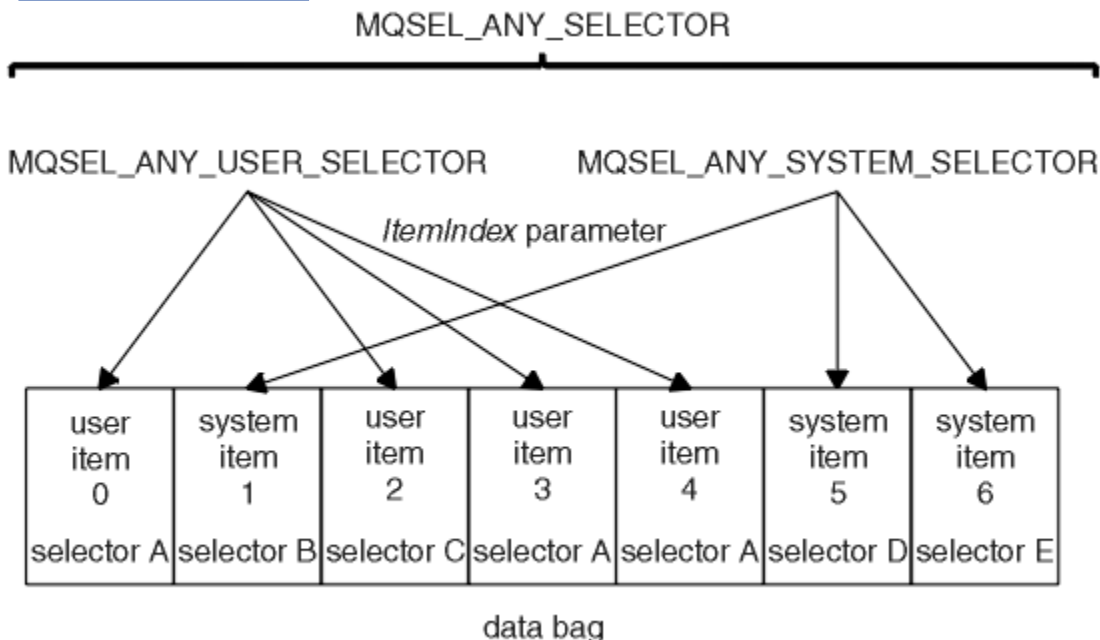 MQSEL_ANY_SELECTOR
MQSEL_ANY_USER_SELECTOR
MQSEL_ANY_SYSTEM_SELECTOR
ItemIndex parameter
user
item
0
selector A
system
item
1
selector B
user
item
2
selector C
user
item
3
selector A
user
item
4
selector A
system
item
5
selector D
system
item
6
selector E
data bag